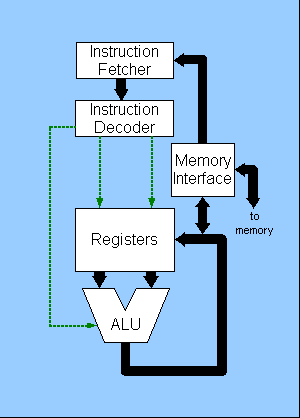 Instruction
Fetcher
Instruction
Decoder
Memory
Interface
to
memory
Registers
ALU